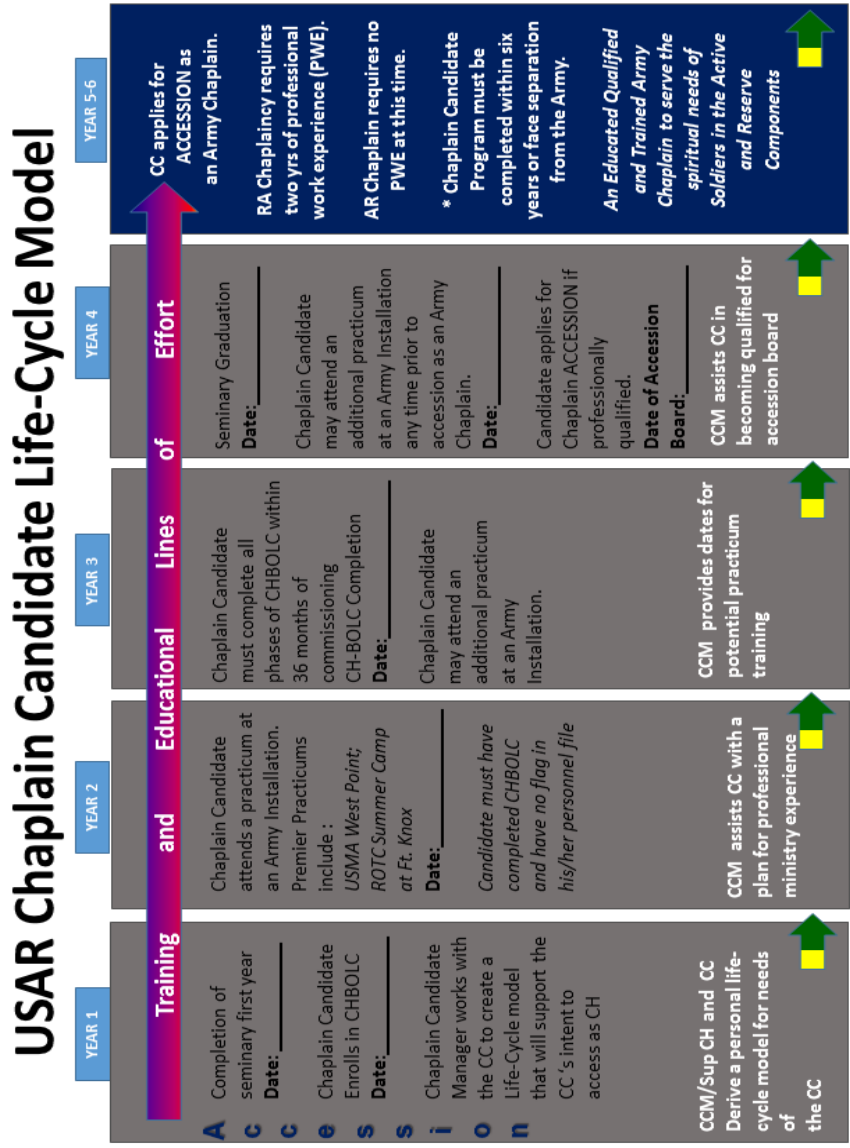 USAR Chaplain Candidate Life-Cycle Model
YEAR 1
YEAR 2
YEAR 3
YEAR 4
YEAR 5-6
Training and Educational Lines of Effort
Accession
Completion of
seminary first year
Date:
Chaplain Candidate
Enrolls in CHBOLC
Date:
Chaplain Candidate
Manager works with
the CC to create a
Life-Cycle model
that will support the
CC 's intent to
access as CH
CCM/Sup CH and CC
Derive a personal life-
cycle model for needs
of
the CC
Chaplain Candidate
attends a practicum at
an Army Installation.
Premier Practicums
include :
USMA West Point;
ROTC Summer Camp
at Ft. Knox
Date:
Candidate must have
completed CHBOLC
and have no flag in
his/her personnel file
CCM assists CC with a
plan for professional
ministry experience
Chaplain Candidate
must complete all
phases of CHBOLC within
36 months of
commissioning
CH-BOLC Completion
Date:
Chaplain Candidate
may attend an
additional practicum
at an Army
Installation.
CCM provides dates for
potential practicum
training
Seminary Graduation
Date:
Chaplain Candidate
may attend an
additional practicum
at an Army Installation
any time prior to
accession as an Army
Chaplain.
Date:
Candidate applies for
Chaplain ACCESSION if
professionally
qualified.
Date of Accession
Board:
CCM assists CC in
becoming qualified for
accession board
CC applies for
ACCESSION as
an Army Chaplain.
RA Chaplaincy requires
two yrs of professional
work experience (PWE).
AR Chaplain requires no
PWE at this time.
* Chaplain Candidate
Program must be
completed within six
years or face separation
from the Army.
An Educated Qualified
and Trained Army
Chaplain to serve the
spiritual needs of
Soldiers in the Active
and Reserve
Components